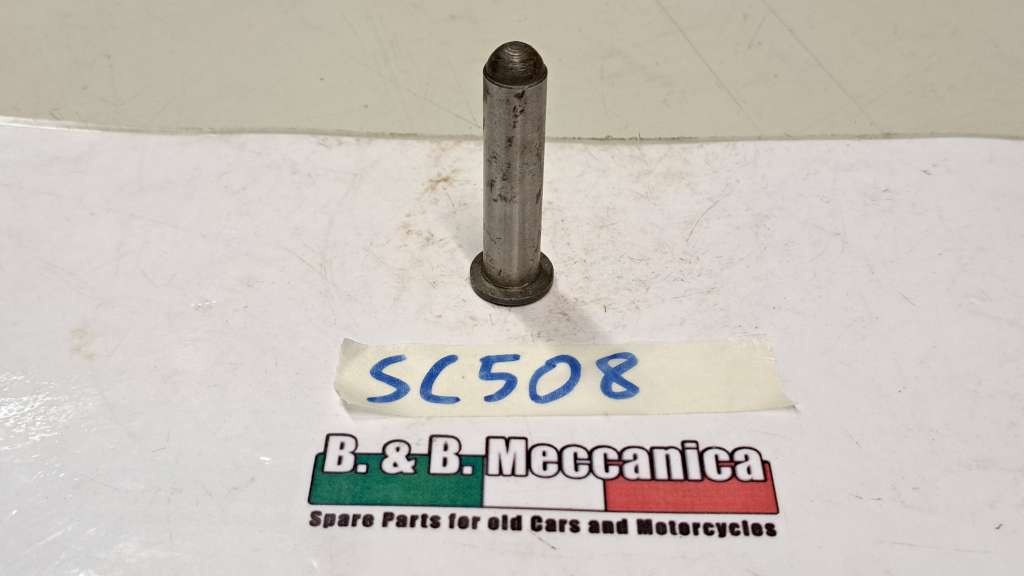 SC508
B. & B. Meccanica
Spare Parts for old Cars and Motorcycles